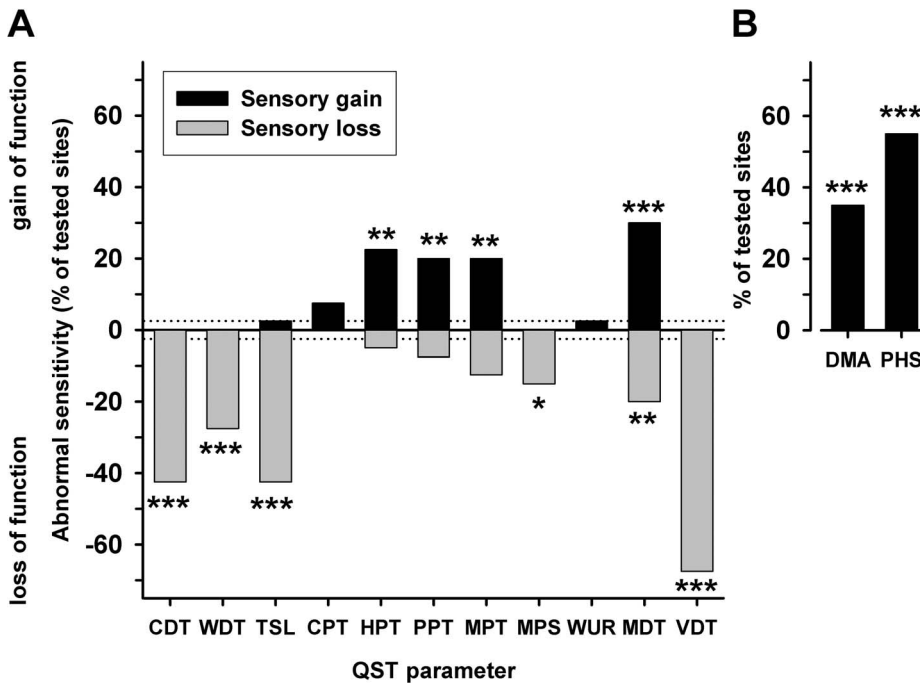 A
B
gain of function
loss of function
Abnormal sensitivity (% of tested sites)
Sensory gain
Sensory loss
60
40
20
0
-20
-40
-60
**
**
**
***
***
***
***
*
**
***
CDT WDT TSL CPT HPT PPT MPT MPS WUR MDT VDT
QST parameter
% of tested sites
60
40
20
0
***
***
DMA PHS